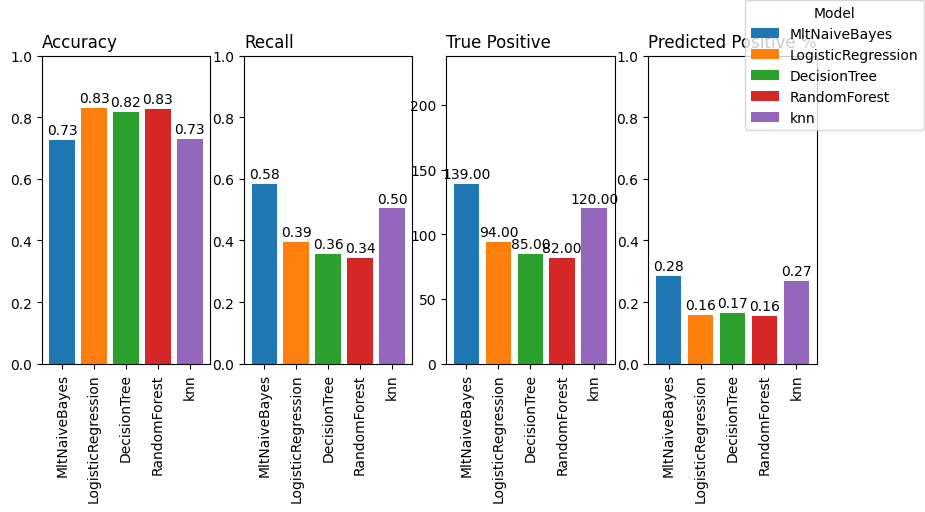 Model
MltNaiveBayes
LogisticRegression
DecisionTree
RandomForest
knn
Accuracy
1.0
0.8
0.6
0.4
0.2
0.0
0.73
0.83
0.82
0.83
0.73
MltNaiveBayes
LogisticRegression
DecisionTree
RandomForest
knn
Recall
1.0
0.8
0.6
0.4
0.2
0.0
0.58
0.39
0.36
0.34
0.50
MltNaiveBayes
LogisticRegression
DecisionTree
RandomForest
knn
True Positive
200
150
100
50
0
139.00
94.00
85.00
82.00
120.00
MltNaiveBayes
LogisticRegression
DecisionTree
RandomForest
knn
Predicted Positive %
1.0
0.8
0.6
0.4
0.2
0.0
0.28
0.16
0.17
0.16
0.27
MltNaiveBayes
LogisticRegression
DecisionTree
RandomForest
knn